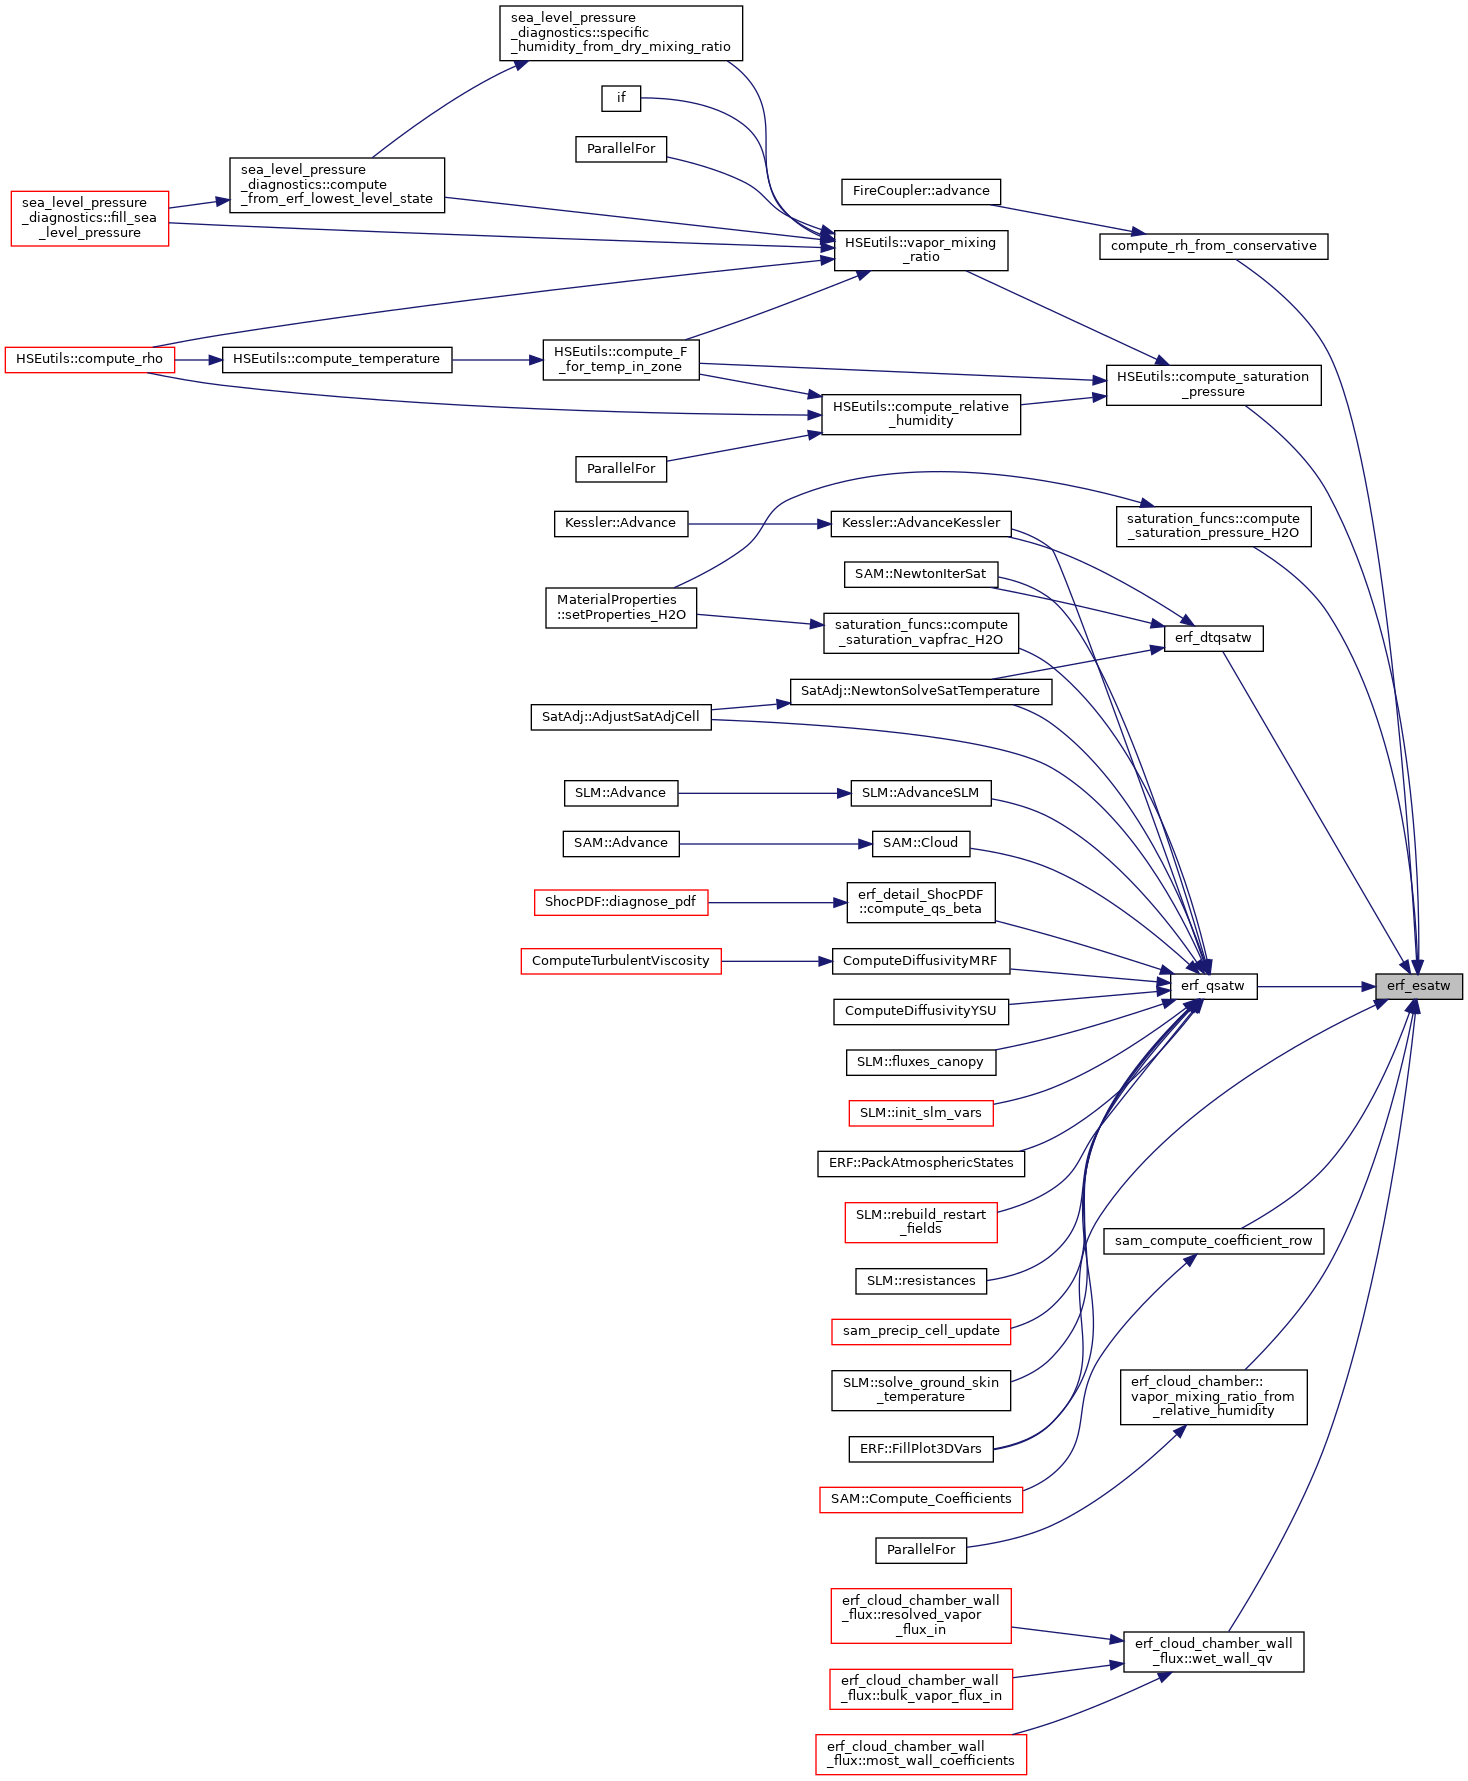 sea_level_pressure
_diagnostics::specific
_humidity_from_dry_mixing_ratio
if
ParallelFor
sea_level_pressure
_diagnostics::compute
_from_erf_lowest_level_state
sea_level_pressure
_diagnostics::fill_sea
_level_pressure
FireCoupler::advance
HSEutils::vapor_mixing
_ratio
compute_rh_from_conservative
HSEutils::compute_rho
HSEutils::compute_temperature
HSEutils::compute_F
_for_temp_in_zone
HSEutils::compute_saturation
_pressure
HSEutils::compute_relative
_humidity
ParallelFor
Kessler::Advance
Kessler::AdvanceKessler
saturation_funcs::compute
_saturation_pressure_H2O
SAM::NewtonIterSat
MaterialProperties
::setProperties_H2O
saturation_funcs::compute
_saturation_vapfrac_H2O
erf_dtqsatw
SatAdj::NewtonSolveSatTemperature
SatAdj::AdjustSatAdjCell
SLM::Advance
SLM::AdvanceSLM
SAM::Advance
SAM::Cloud
ShocPDF::diagnose_pdf
erf_detail_ShocPDF
::compute_qs_beta
ComputeTurbulentViscosity
ComputeDiffusivityMRF
erf_qsatw
erf_esatw
ComputeDiffusivityYSU
SLM::fluxes_canopy
SLM::init_slm_vars
ERF::PackAtmosphericStates
SLM::rebuild_restart
_fields
sam_compute_coefficient_row
SLM::resistances
sam_precip_cell_update
SLM::solve_ground_skin
_temperature
erf_cloud_chamber::
vapor_mixing_ratio_from
_relative_humidity
ERF::FillPlot3DVars
SAM::Compute_Coefficients
ParallelFor
erf_cloud_chamber_wall
_flux::resolved_vapor
_flux_in
erf_cloud_chamber_wall
_flux::wet_wall_qv
erf_cloud_chamber_wall
_flux::bulk_vapor_flux_in
erf_cloud_chamber_wall
_flux::most_wall_coefficients